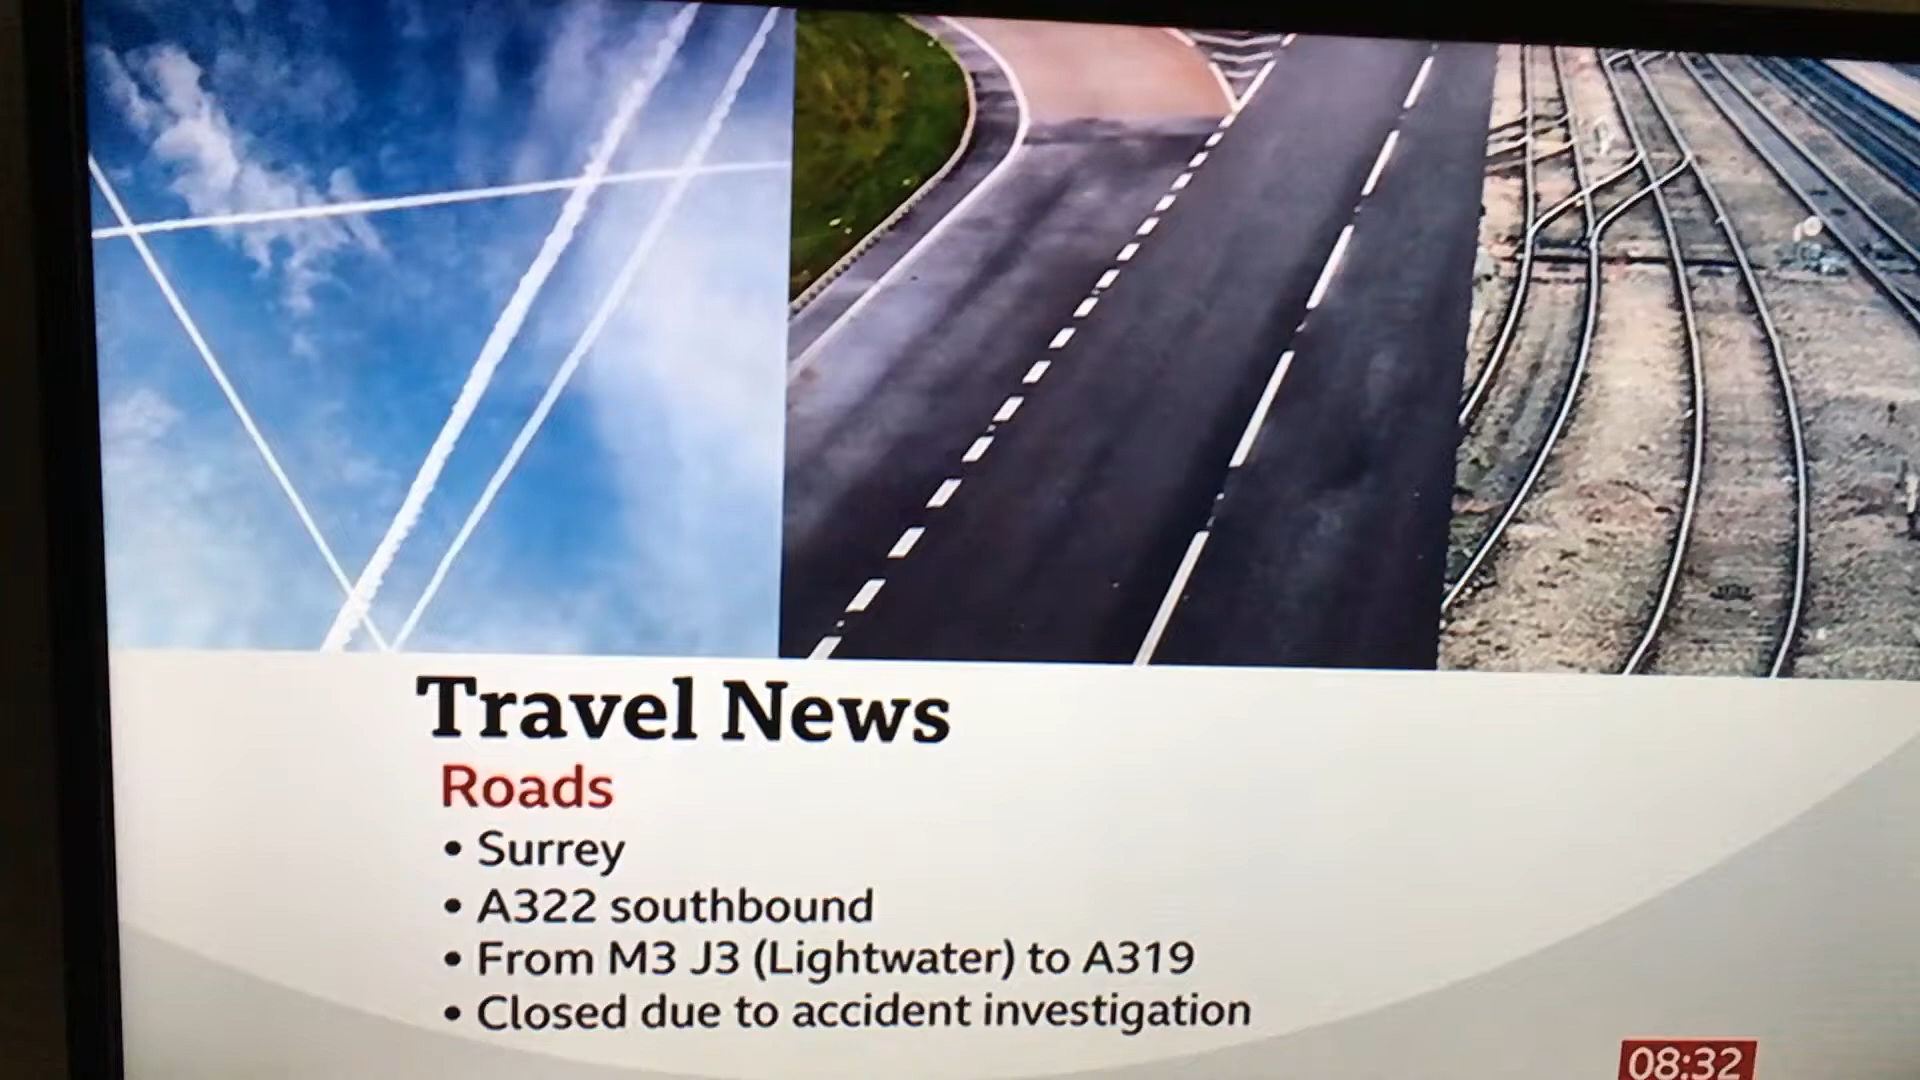 Travel News
Roads
• Surrey
• A322 southbound
• From M3 J3 (Lightwater) to A319
• Closed due to accident investigation
08:32